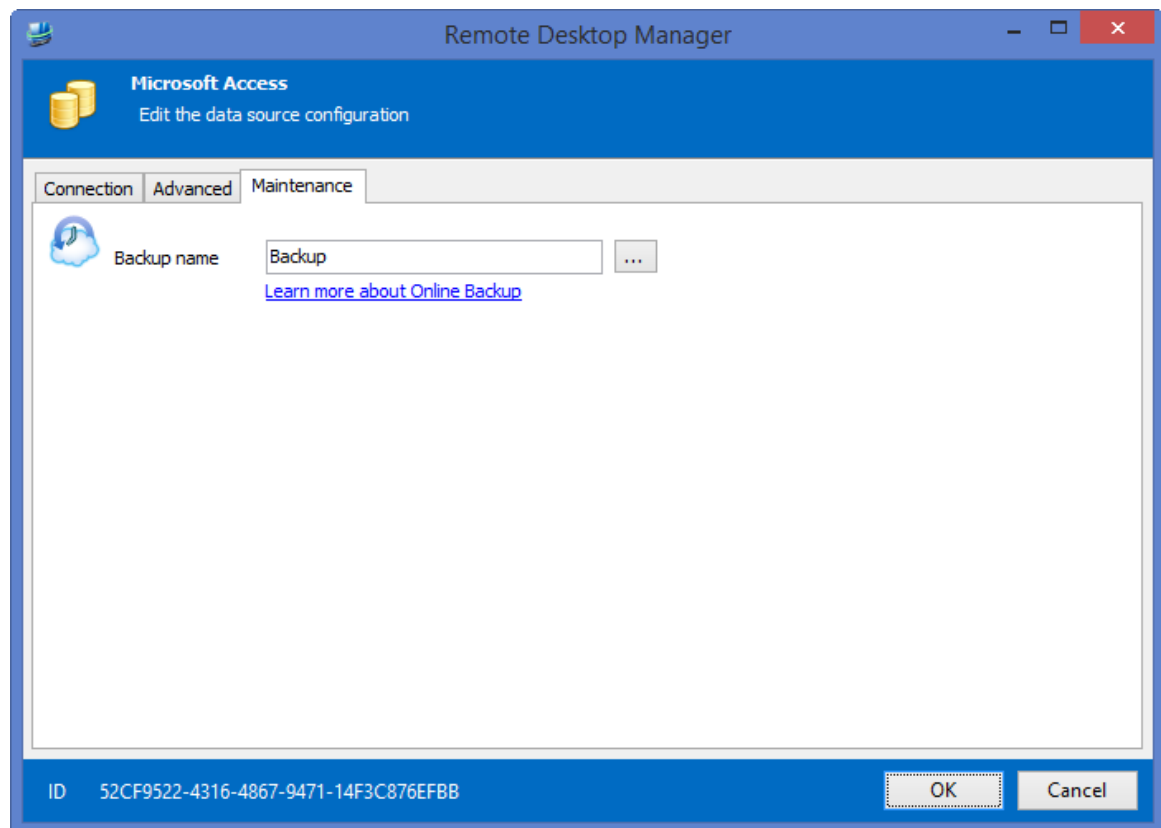 Remote Desktop Manager
Microsoft Access
Edit the data source configuration
Connection Advanced Maintenance
Backup name Backup ...
Learn more about Online Backup
ID 52CF9522-4316-4867-9471-14F3C876EFBB OK Cancel